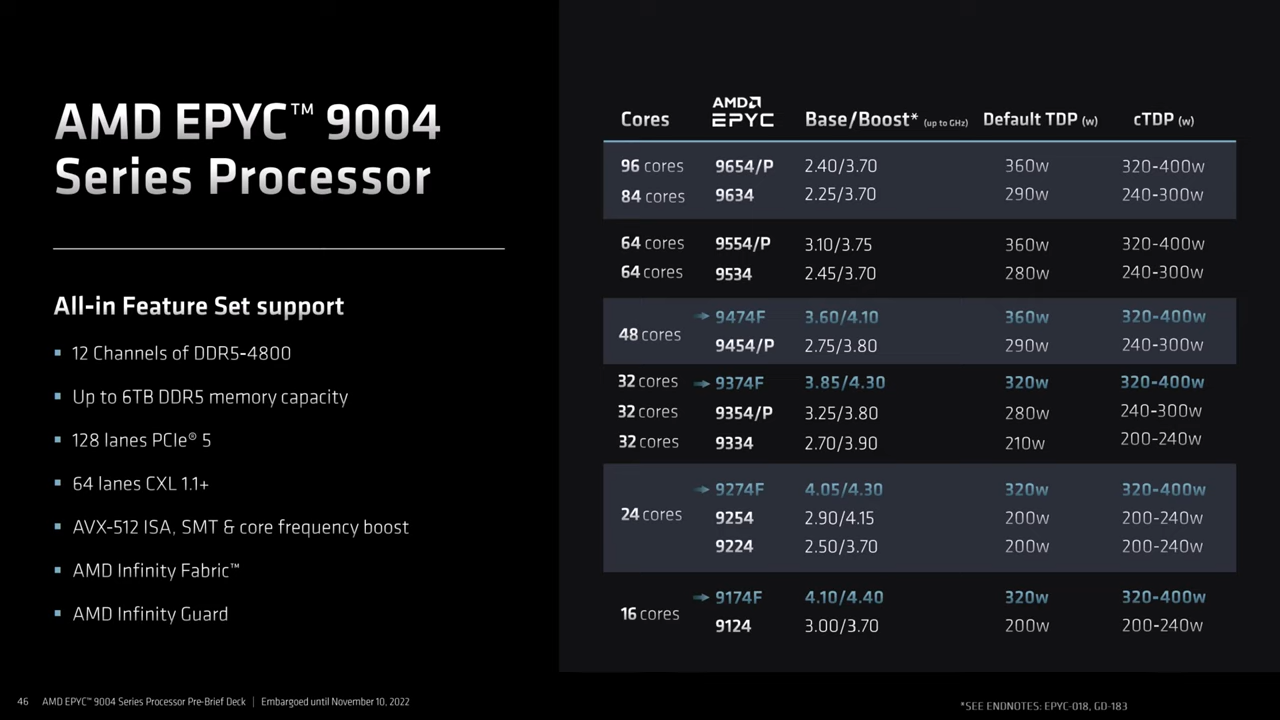 AMD EPYC™ 9004
Series Processor
All-in Feature Set support
▪ 12 Channels of DDR5-4800
▪ Up to 6TB DDR5 memory capacity
▪ 128 lanes PCIe® 5
▪ 64 lanes CXL 1.1+
▪ AVX-512 ISA, SMT & core frequency boost
▪ AMD Infinity Fabric™
▪ AMD Infinity Guard
Cores AMD EPYC Base/Boost* (up to GHz) Default TDP (w) cTDP (w)
96 cores 9654/P 2.40/3.70 360w 320-400w
84 cores 9634 2.25/3.70 290w 240-300w
64 cores 9554/P 3.10/3.75 360w 320-400w
64 cores 9534 2.45/3.70 280w 240-300w
48 cores 9474F 3.60/4.10 360w 320-400w
9454/P 2.75/3.80 290w 240-300w
32 cores 9374F 3.85/4.30 320w 320-400w
32 cores 9354/P 3.25/3.80 280w 240-300w
32 cores 9334 2.70/3.90 210w 200-240w
24 cores 9274F 4.05/4.30 320w 320-400w
9254 2.90/4.15 200w 200-240w
9224 2.50/3.70 200w 200-240w
16 cores 9174F 4.10/4.40 320w 320-400w
9124 3.00/3.70 200w 200-240w
46 AMD EPYC™ 9004 Series Processor Pre-Brief Deck | Embargoed until November 10, 2022
*SEE ENDNOTES: EPYC-018, GD-183